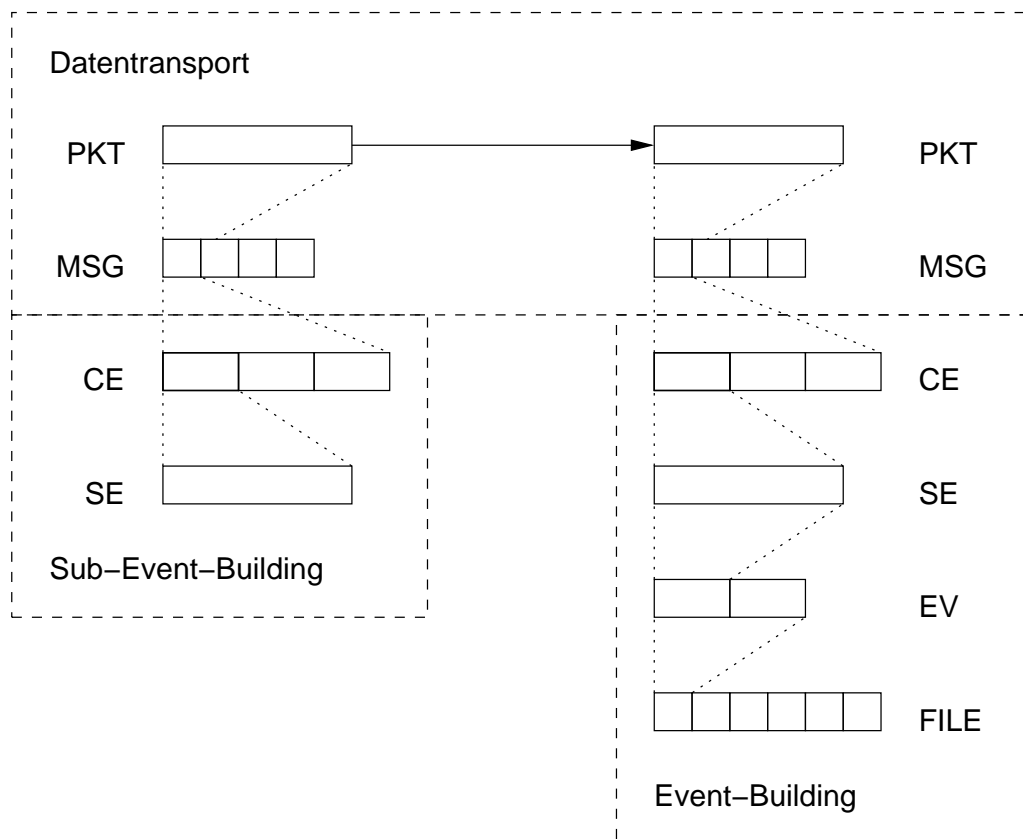 Datentransport
PKT PKT
MSG MSG
CE CE
SE SE
Sub−Event−Building
EV
FILE
Event−Building